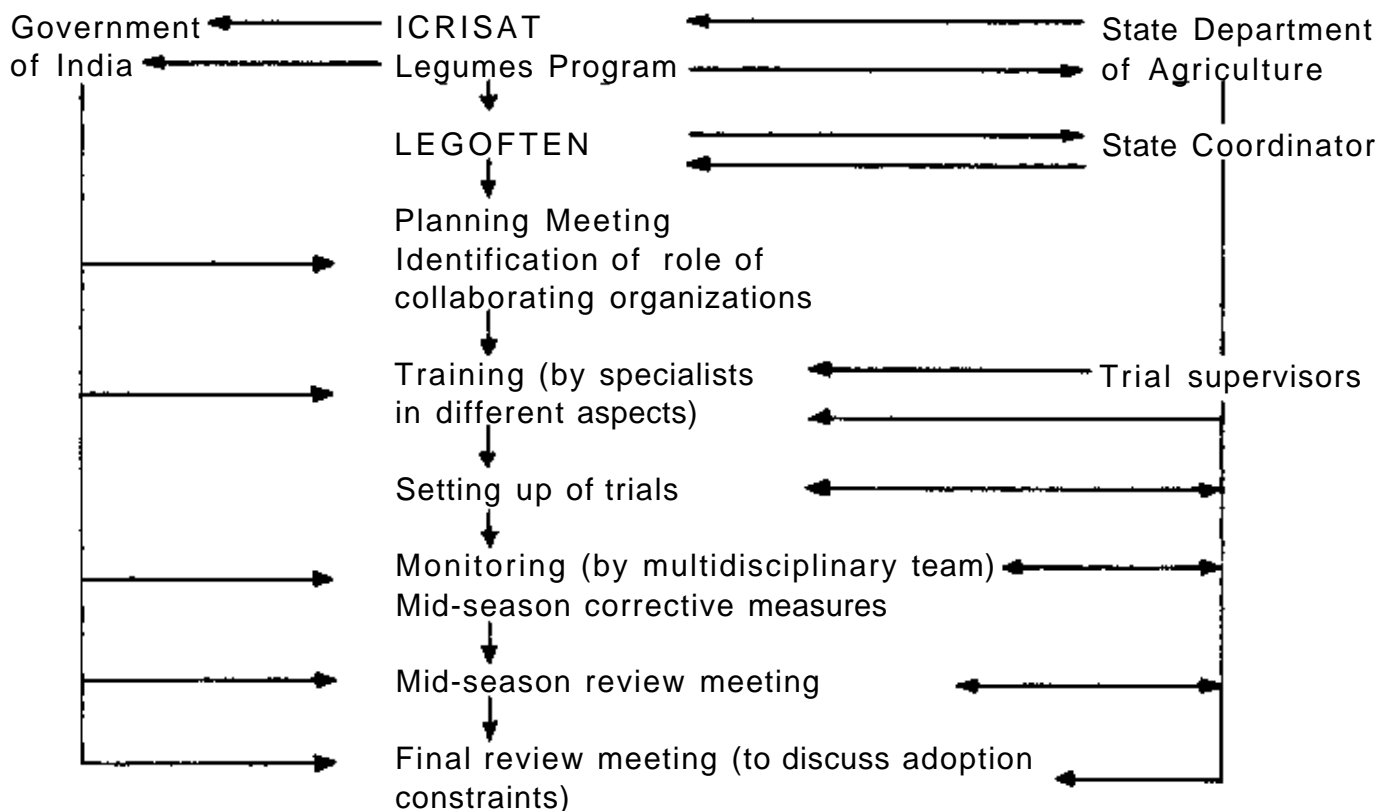 Government
of India
ICRISAT
Legumes Program
State Department
of Agriculture
LEGOFTEN
State Coordinator
Planning Meeting
Identification of role of
collaborating organizations
Training (by specialists
in different aspects)
Trial supervisors
Setting up of trials
Monitoring (by multidisciplinary team)
Mid-season corrective measures
Mid-season review meeting
Final review meeting (to discuss adoption
constraints)